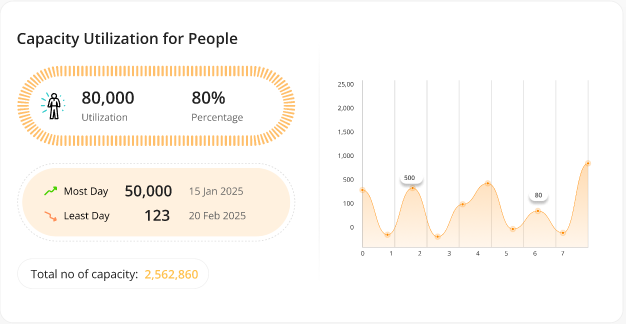 Capacity Utilization for People
80,000 80%
Utilization Percentage
Most Day 50,000 15 Jan 2025
Least Day 123 20 Feb 2025
Total no of capacity: 2,562,860
25,00
2,000
1,500
1,000
500
100
0
500
80
0 1 2 3 4 5 6 7